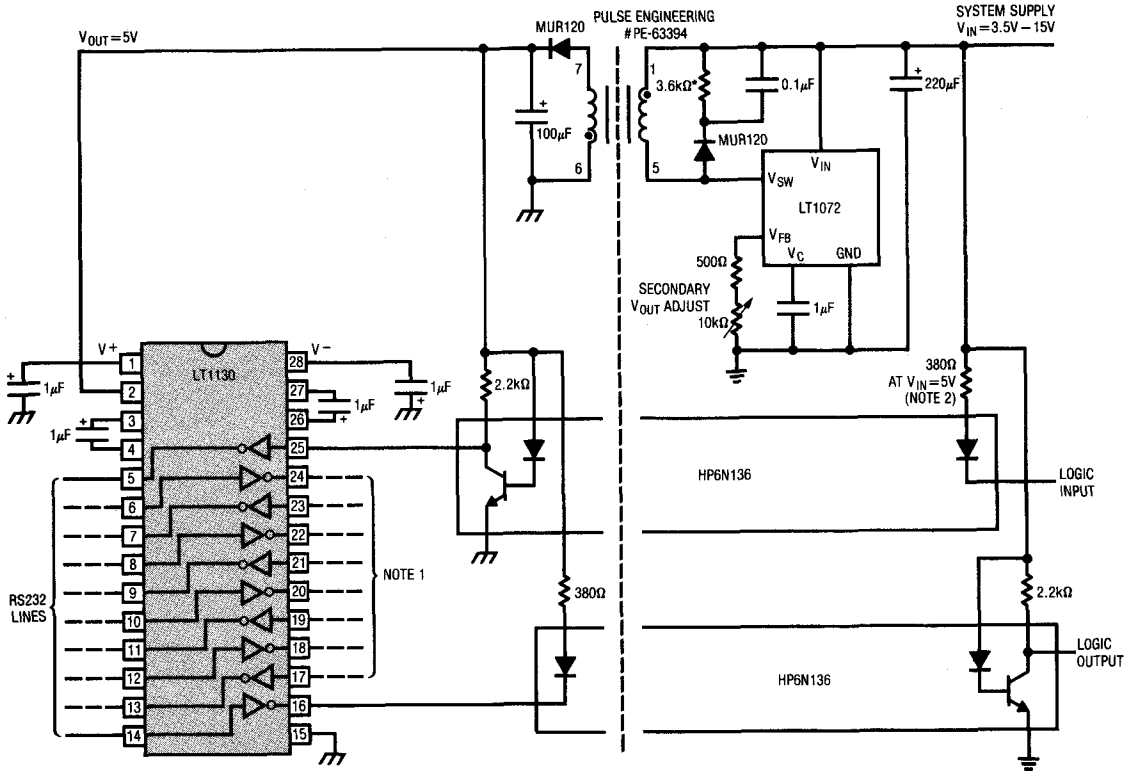 V_OUT = 5V
MUR120
PULSE ENGINEERING
# PE-63394
SYSTEM SUPPLY
V_IN = 3.5V – 15V
7
1
3.6kΩ*
0.1μF
+
220μF
+
100μF
MUR120
6
5
V_IN
V_SW
LT1072
V_FB
V_C
GND
500Ω
SECONDARY
V_OUT ADJUST
10kΩ
1μF
V+
V−
1
28
LT1130
+
1μF
1μF
+
2
27
2.2kΩ
380Ω
AT V_IN = 5V
(NOTE 2)
3
26
+
1μF
1μF
+
4
25
5
24
HP6N136
LOGIC
INPUT
6
23
7
22
8
21
NOTE 1
9
20
380Ω
2.2kΩ
RS232
LINES
10
19
11
18
LOGIC
OUTPUT
12
17
HP6N136
13
16
14
15